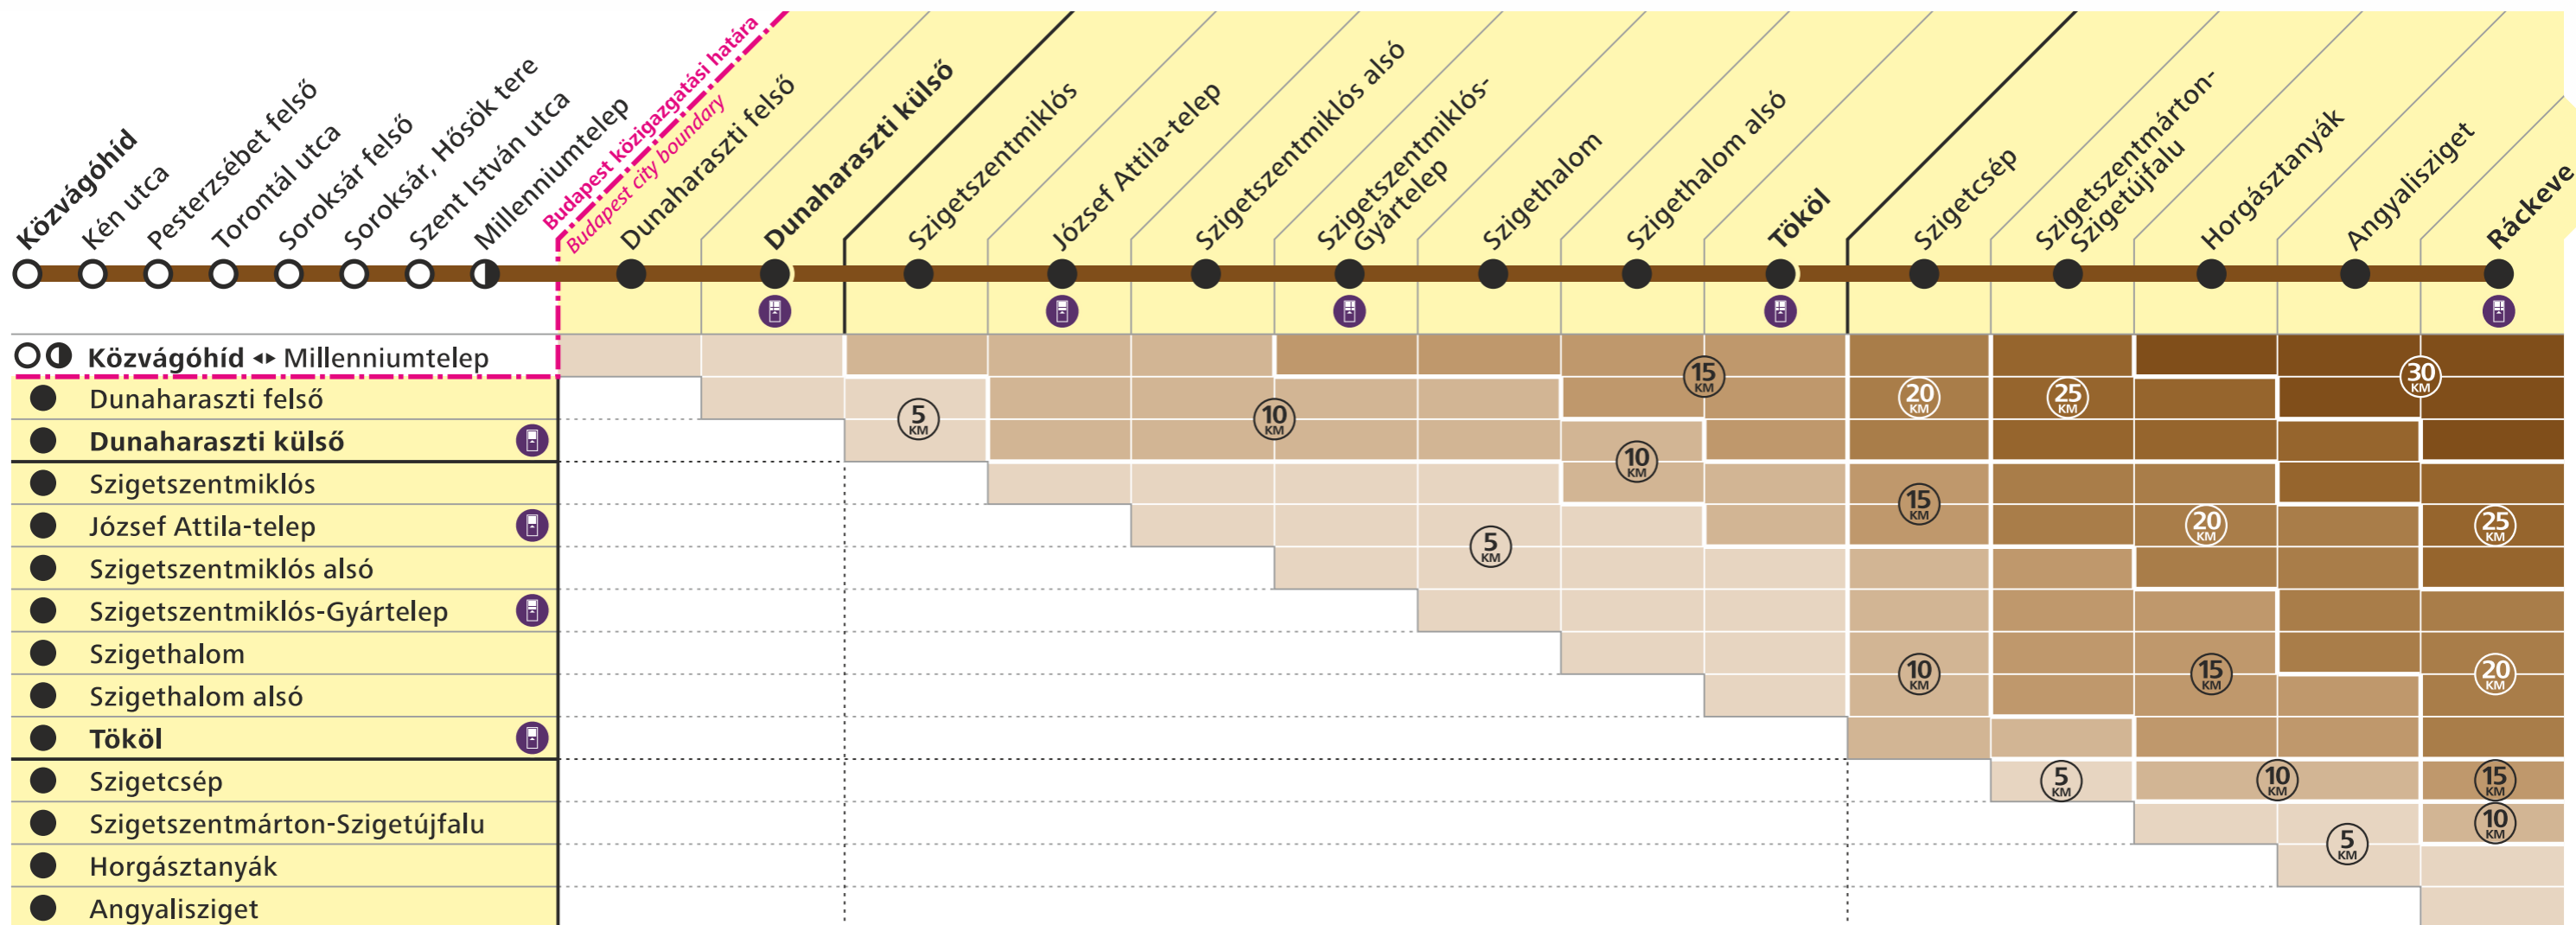 Közvágóhíd
Kén utca
Pesterzsébet felső
Torontál utca
Soroksár felső
Soroksár, Hősök tere
Szent István utca
Millenniumtelep
Budapest közigazgatási határa
Budapest city boundary
Dunaharaszti felső
Dunaharaszti külső
Szigetszentmiklós
József Attila-telep
Szigetszentmiklós alsó
Szigetszentmiklós-
Gyártelep
Szigethalom
Szigethalom alsó
Tököl
Szigetcsép
Szigetszentmárton-
Szigetújfalu
Horgásztanyák
Angyalisziget
Ráckeve
Közvágóhíd ◂▸ Millenniumtelep
15
KM
30
KM
Dunaharaszti felső
5
KM
10
KM
20
KM
25
KM
Dunaharaszti külső
10
KM
Szigetszentmiklós
15
KM
József Attila-telep
5
KM
20
KM
25
KM
Szigetszentmiklós alsó
Szigetszentmiklós-Gyártelep
Szigethalom
10
KM
15
KM
20
KM
Szigethalom alsó
Tököl
Szigetcsép
5
KM
10
KM
15
KM
Szigetszentmárton-Szigetújfalu
5
KM
10
KM
Horgásztanyák
Angyalisziget